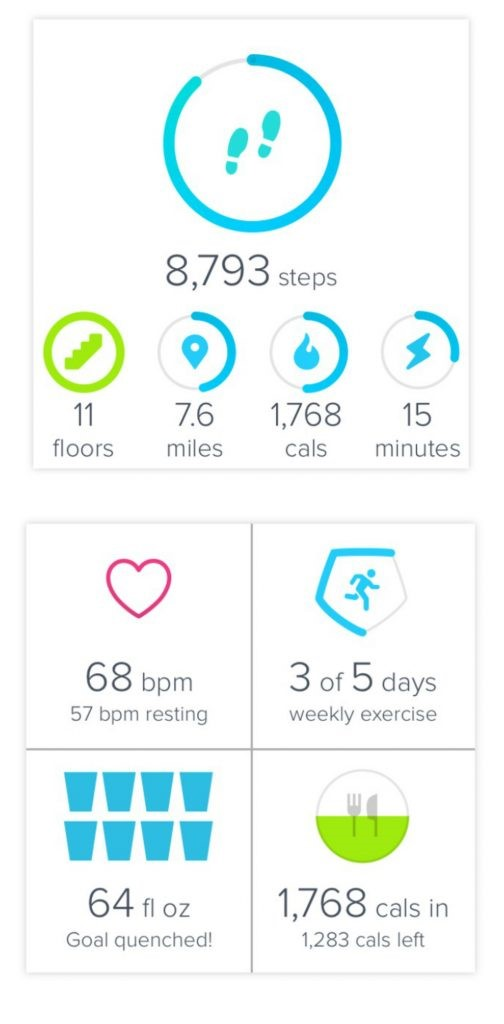 8,793 steps
11 7.6 1,768 15
floors miles cals minutes
68 bpm
57 bpm resting
3 of 5 days
weekly exercise
64 fl oz
Goal quenched!
1,768 cals in
1,283 cals left